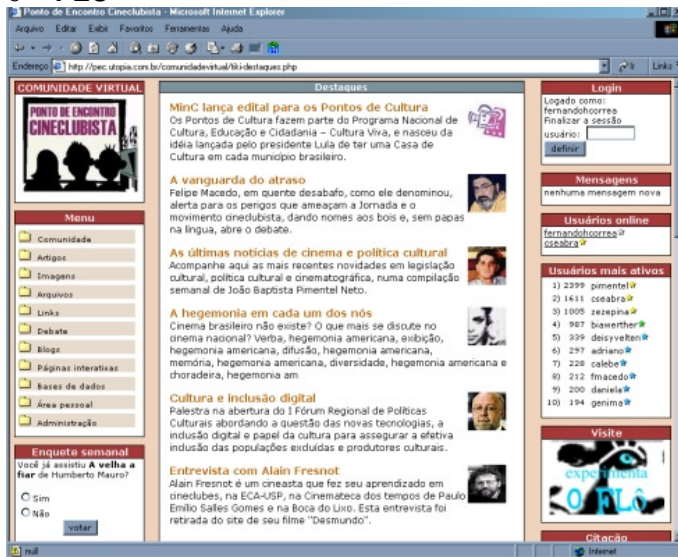 Ponto de Encontro Cineclubista - Microsoft Internet Explorer
Arquivo Editar Exibir Favoritos Ferramentas Ajuda
Endereço http://pec.utopia.com.br/comunidadevirtual/tiki-destaques.php Ir Links
COMUNIDADE VIRTUAL
PONTO DE ENCONTRO
CINECLUBISTA
Menu
Comunidade
Artigos
Imagens
Arquivos
Links
Debate
Blogs
Páginas interativas
Bases de dados
Área pessoal
Administração
Enquete semanal
Você já assistiu A velha a
fiar de Humberto Mauro?
Sim
Não
votar
Destaques
MinC lança edital para os Pontos de Cultura
Os Pontos de Cultura fazem parte do Programa Nacional de
Cultura, Educação e Cidadania – Cultura Viva, e nasceu da
idéia lançada pelo presidente Lula de ter uma Casa de
Cultura em cada município brasileiro.
A vanguarda do atraso
Felipe Macedo, em quente desabafo, como ele denominou,
alerta para os perigos que ameaçam a Jornada e o
movimento cineclubista, dando nomes aos bois e, sem papas
na língua, abre o debate.
As últimas notícias de cinema e política cultural
Acompanhe aqui as mais recentes novidades em legislação
cultural, política cultural e cinematográfica, numa compilação
semanal de João Baptista Pimentel Neto.
A hegemonia em cada um dos nós
Cinema brasileiro não existe? O que mais se discute no
cinema nacional? Verba, hegemonia americana, exibição,
hegemonia americana, difusão, hegemonia americana,
memória, hegemonia americana, diversidade, hegemonia americana e
choradeira, hegemonia am
Cultura e inclusão digital
Palestra na abertura do I Fórum Regional de Políticas
Culturais abordando a questão das novas tecnologias, a
inclusão digital e papel da cultura para assegurar a efetiva
inclusão das populações excluídas e produtores culturais.
Entrevista com Alain Fresnot
Alain Fresnot é um cineasta que fez seu aprendizado em
cineclubes, na ECA-USP, na Cinemateca dos tempos de Paulo
Emílio Salles Gomes e na Boca do Lixo. Esta entrevista foi
retirada do site de seu filme "Desmundo".
Login
Logado como:
fernandohcorrea
Finalizar a sessão
usuário:
definir
Mensagens
nenhuma mensagem nova
Usuários online
fernandohcorrea
cseabra
Usuários mais ativos
1) 2399 pimentel
2) 1611 cseabra
3) 1005 zezepina
4) 987 biawerther
5) 339 deisyvelten
6) 297 adriano
7) 228 calebe
8) 212 fmacedo
9) 200 daniela
10) 194 genima
Visite
experimenta
O FLÔ
Citação
null Internet